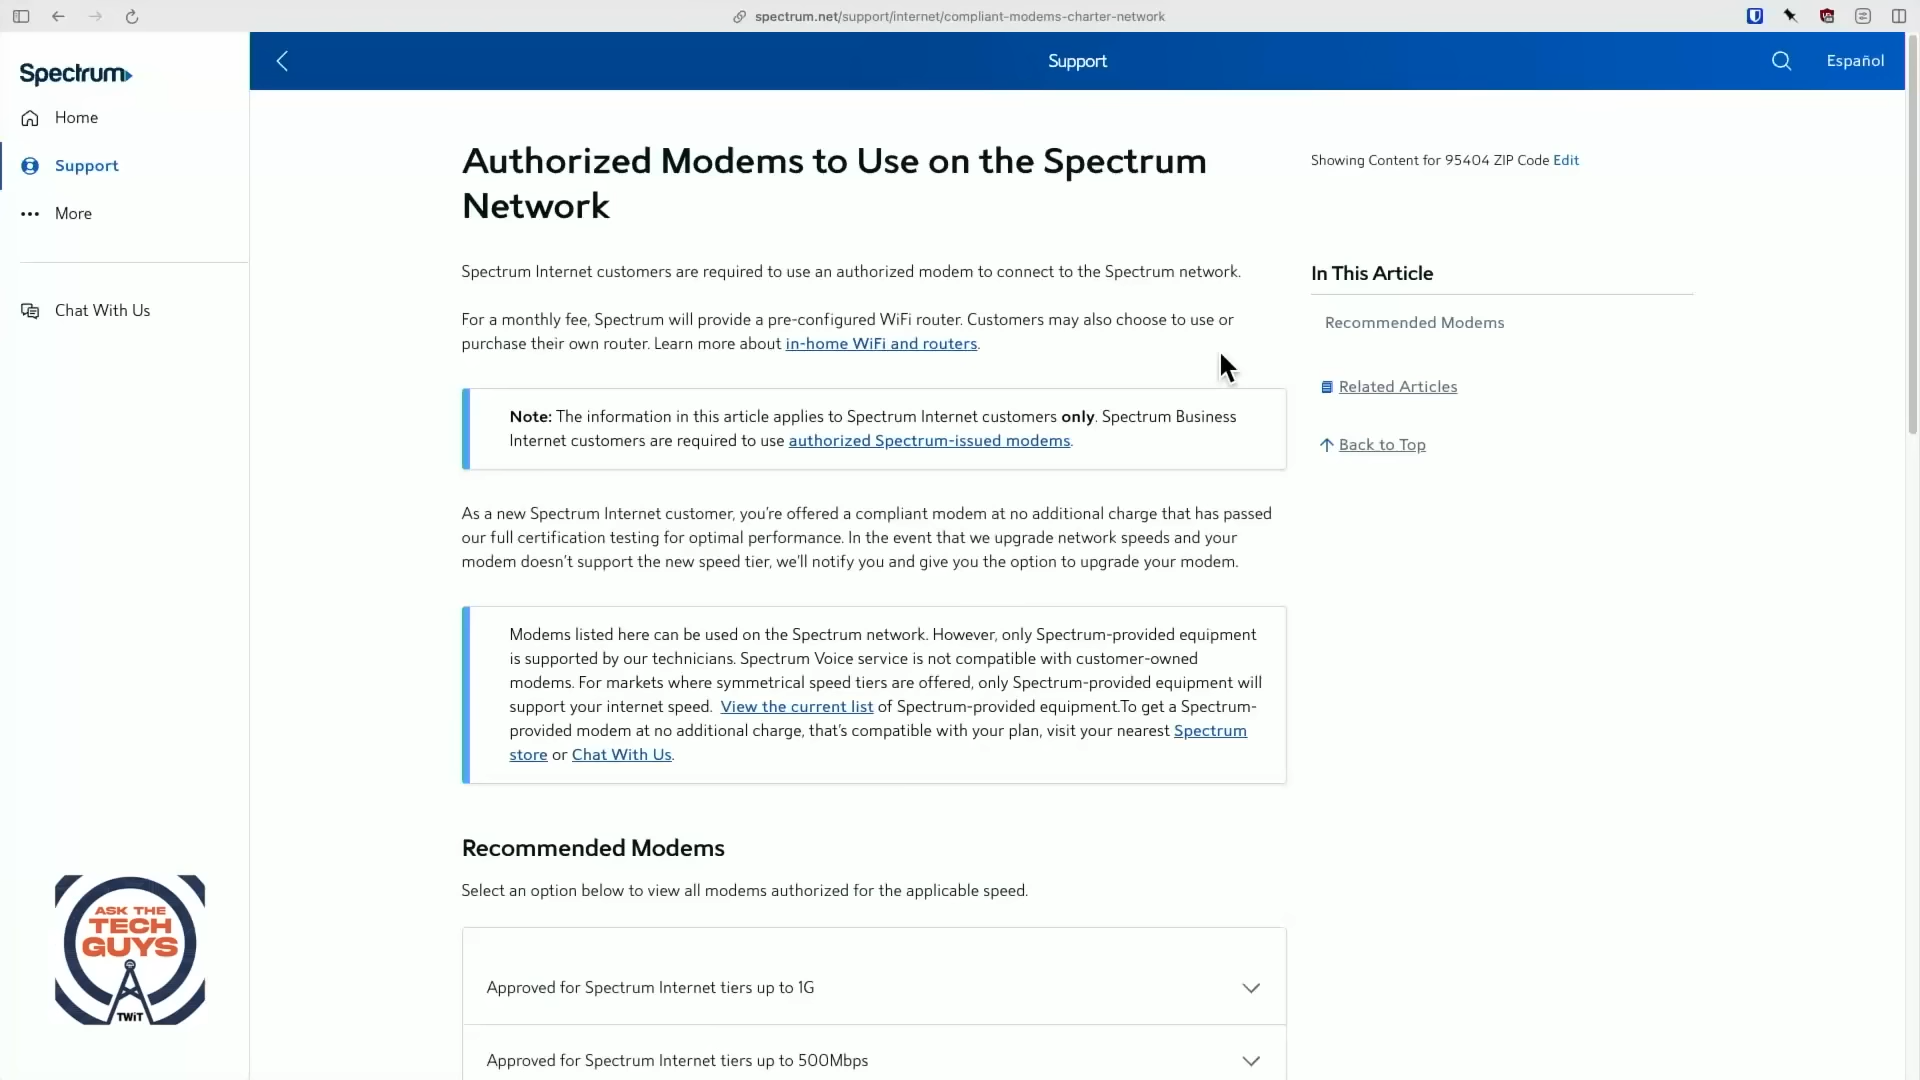 spectrum.net/support/internet/compliant-modems-charter-network
Spectrum
Home
Support
More
Chat With Us
Support
Español
Authorized Modems to Use on the Spectrum
Network
Showing Content for 95404 ZIP Code Edit
Spectrum Internet customers are required to use an authorized modem to connect to the Spectrum network.
For a monthly fee, Spectrum will provide a pre-configured WiFi router. Customers may also choose to use or
purchase their own router. Learn more about in-home WiFi and routers.
Note: The information in this article applies to Spectrum Internet customers only. Spectrum Business
Internet customers are required to use authorized Spectrum-issued modems.
As a new Spectrum Internet customer, you're offered a compliant modem at no additional charge that has passed
our full certification testing for optimal performance. In the event that we upgrade network speeds and your
modem doesn't support the new speed tier, we'll notify you and give you the option to upgrade your modem.
Modems listed here can be used on the Spectrum network. However, only Spectrum-provided equipment
is supported by our technicians. Spectrum Voice service is not compatible with customer-owned
modems. For markets where symmetrical speed tiers are offered, only Spectrum-provided equipment will
support your internet speed. View the current list of Spectrum-provided equipment.To get a Spectrum-
provided modem at no additional charge, that's compatible with your plan, visit your nearest Spectrum
store or Chat With Us.
Recommended Modems
Select an option below to view all modems authorized for the applicable speed.
Approved for Spectrum Internet tiers up to 1G
Approved for Spectrum Internet tiers up to 500Mbps
In This Article
Recommended Modems
Related Articles
Back to Top
ASK THE
TECH
GUYS
TWiT